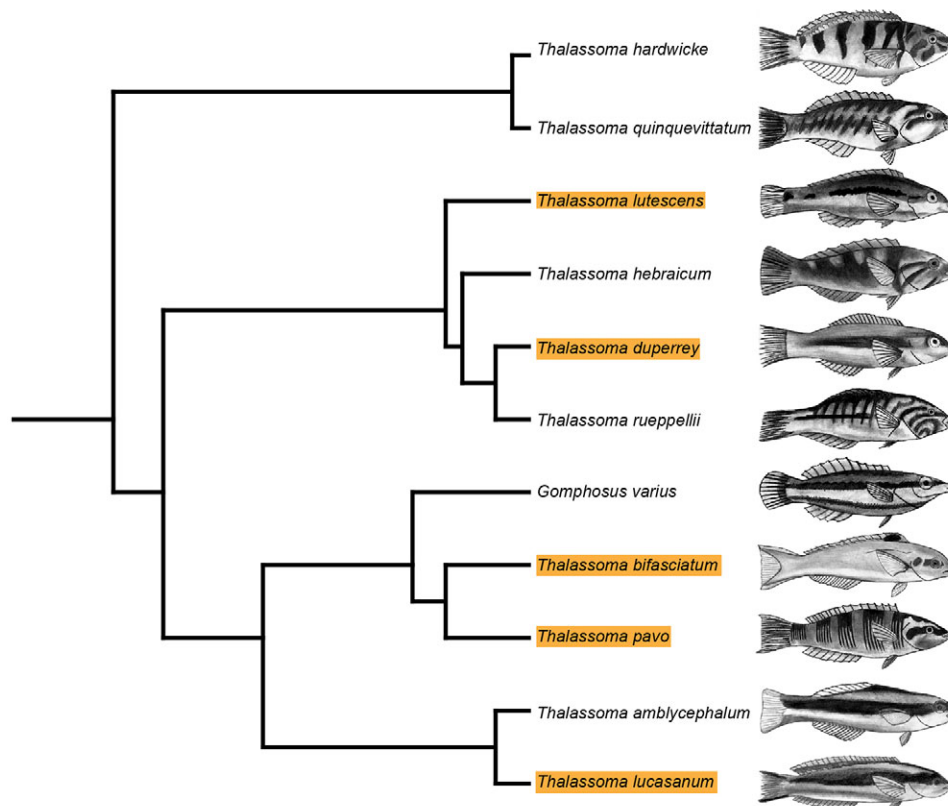 Thalassoma hardwicke
Thalassoma quinquevittatum
Thalassoma lutescens
Thalassoma hebraicum
Thalassoma duperrey
Thalassoma rueppellii
Gomphosus varius
Thalassoma bifasciatum
Thalassoma pavo
Thalassoma amblycephalum
Thalassoma lucasanum